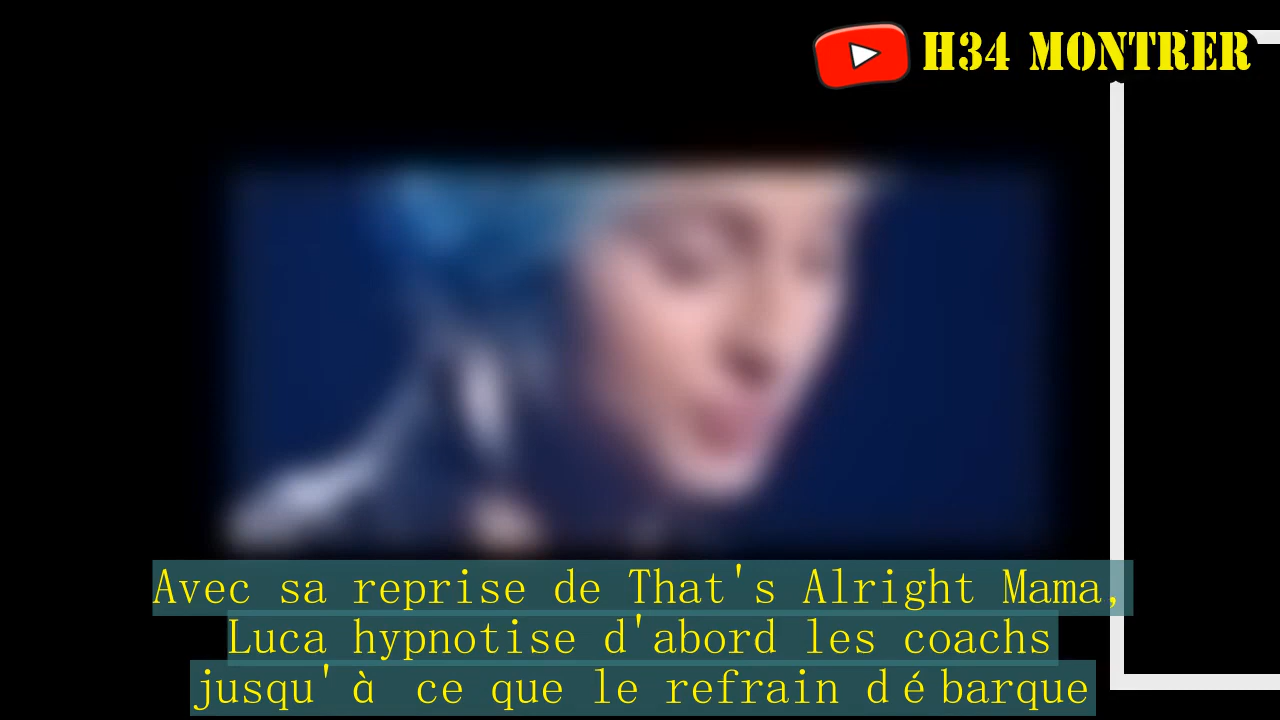 H34 MONTRER
Avec sa reprise de That's Alright Mama,
Luca hypnotise d'abord les coachs
jusqu'à ce que le refrain débarque